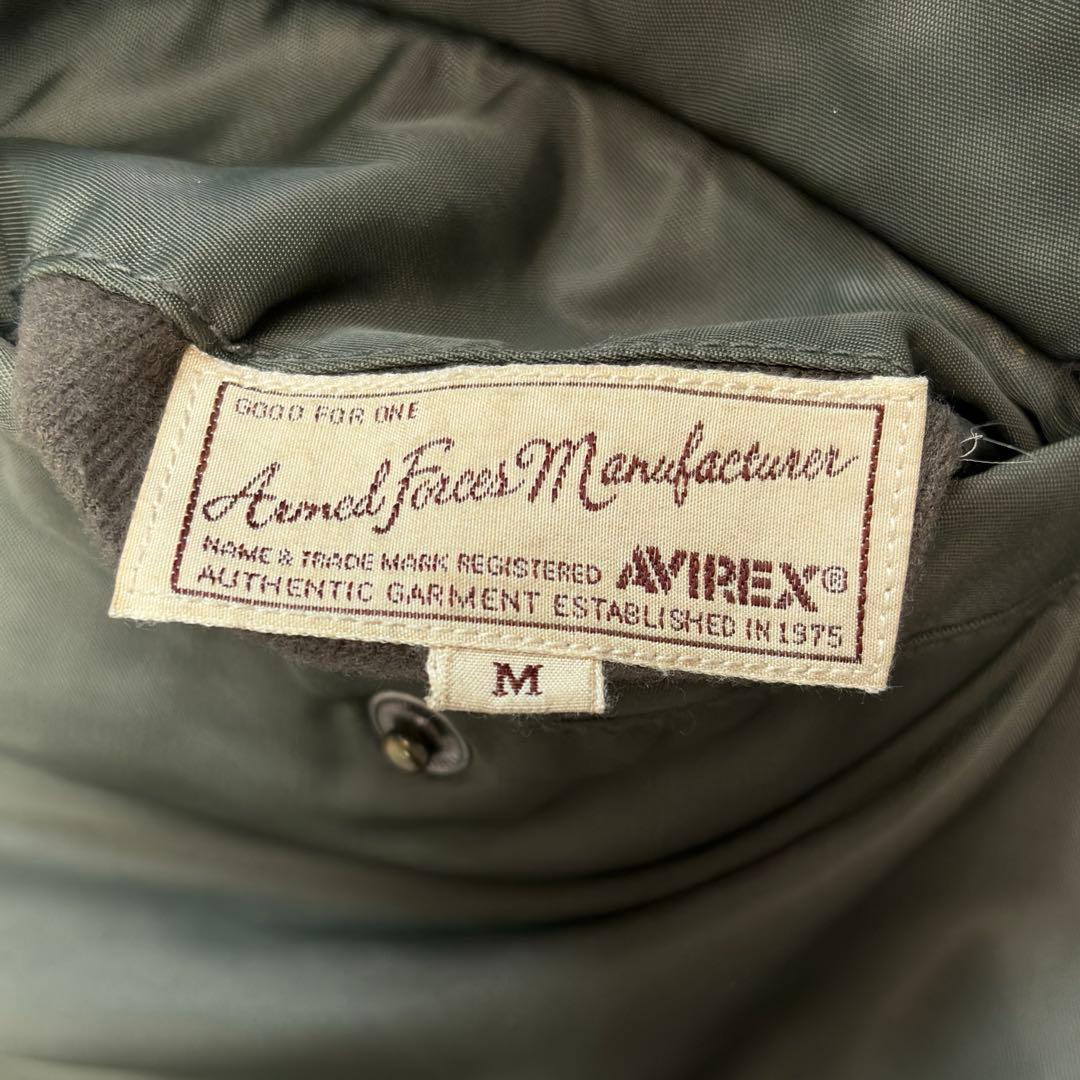 GOOD FOR ONE
Armed Forces Manufacturer
NAME & TRADE MARK REGISTERED AVIREX®
AUTHENTIC GARMENT ESTABLISHED IN 1975
M